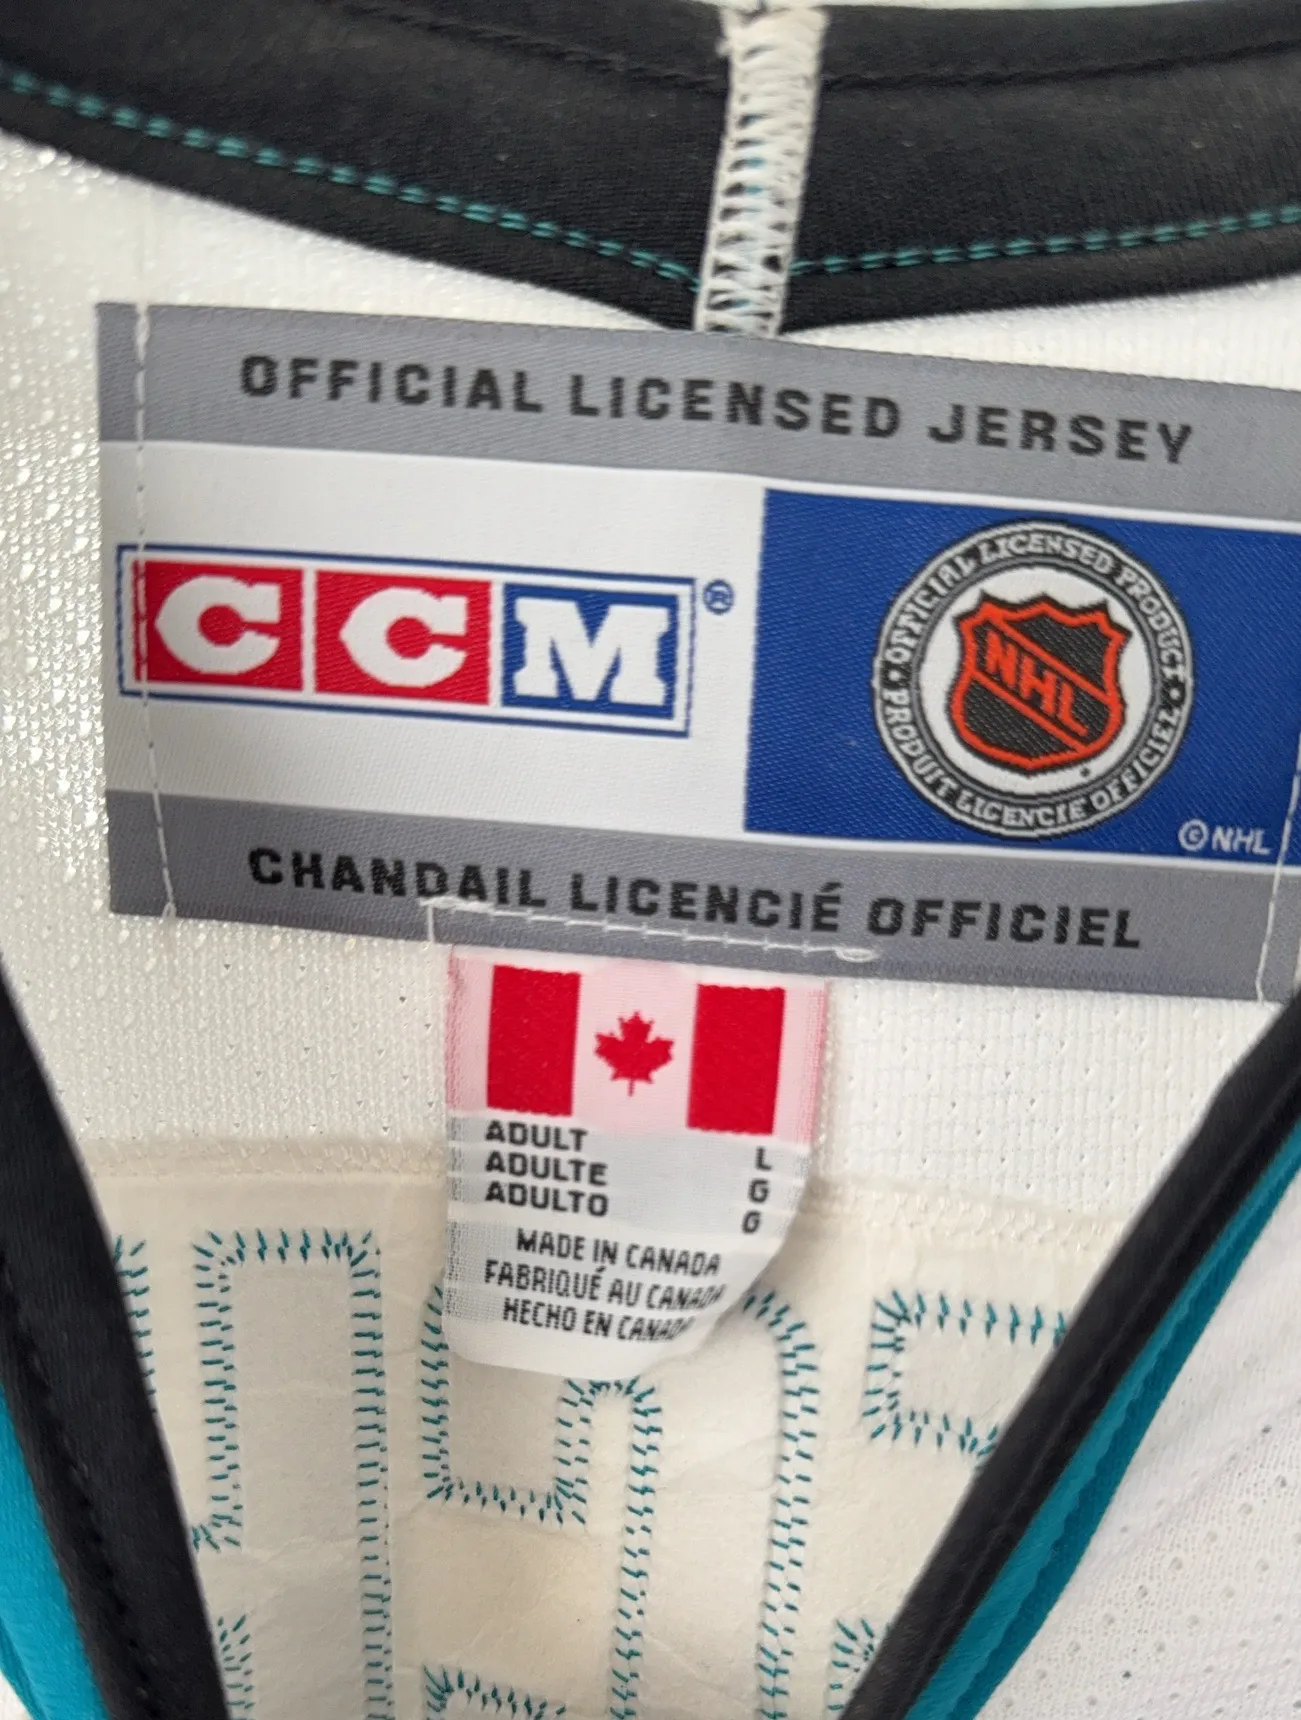 OFFICIAL LICENSED JERSEY
CCM®
OFFICIAL LICENSED PRODUCT
NHL
PRODUIT LICENCIE OFFICIEL
©NHL
CHANDAIL LICENCIÉ OFFICIEL
ADULT L
ADULTE G
ADULTO G
MADE IN CANADA
FABRIQUÉ AU CANADA
HECHO EN CANADA